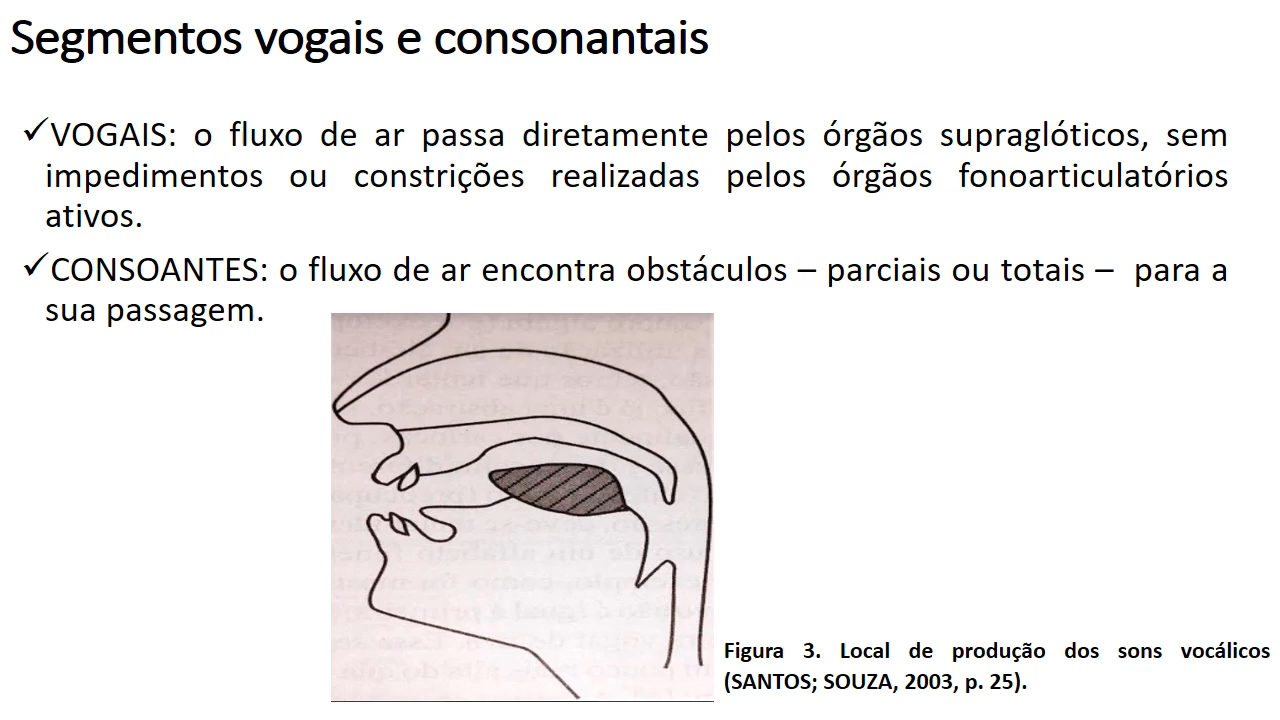 Segmentos vogais e consonantais
✓VOGAIS: o fluxo de ar passa diretamente pelos órgãos supraglóticos, sem
impedimentos ou constrições realizadas pelos órgãos fonoarticulatórios
ativos.
✓CONSOANTES: o fluxo de ar encontra obstáculos – parciais ou totais – para a
sua passagem.
Figura 3. Local de produção dos sons vocálicos
(SANTOS; SOUZA, 2003, p. 25).